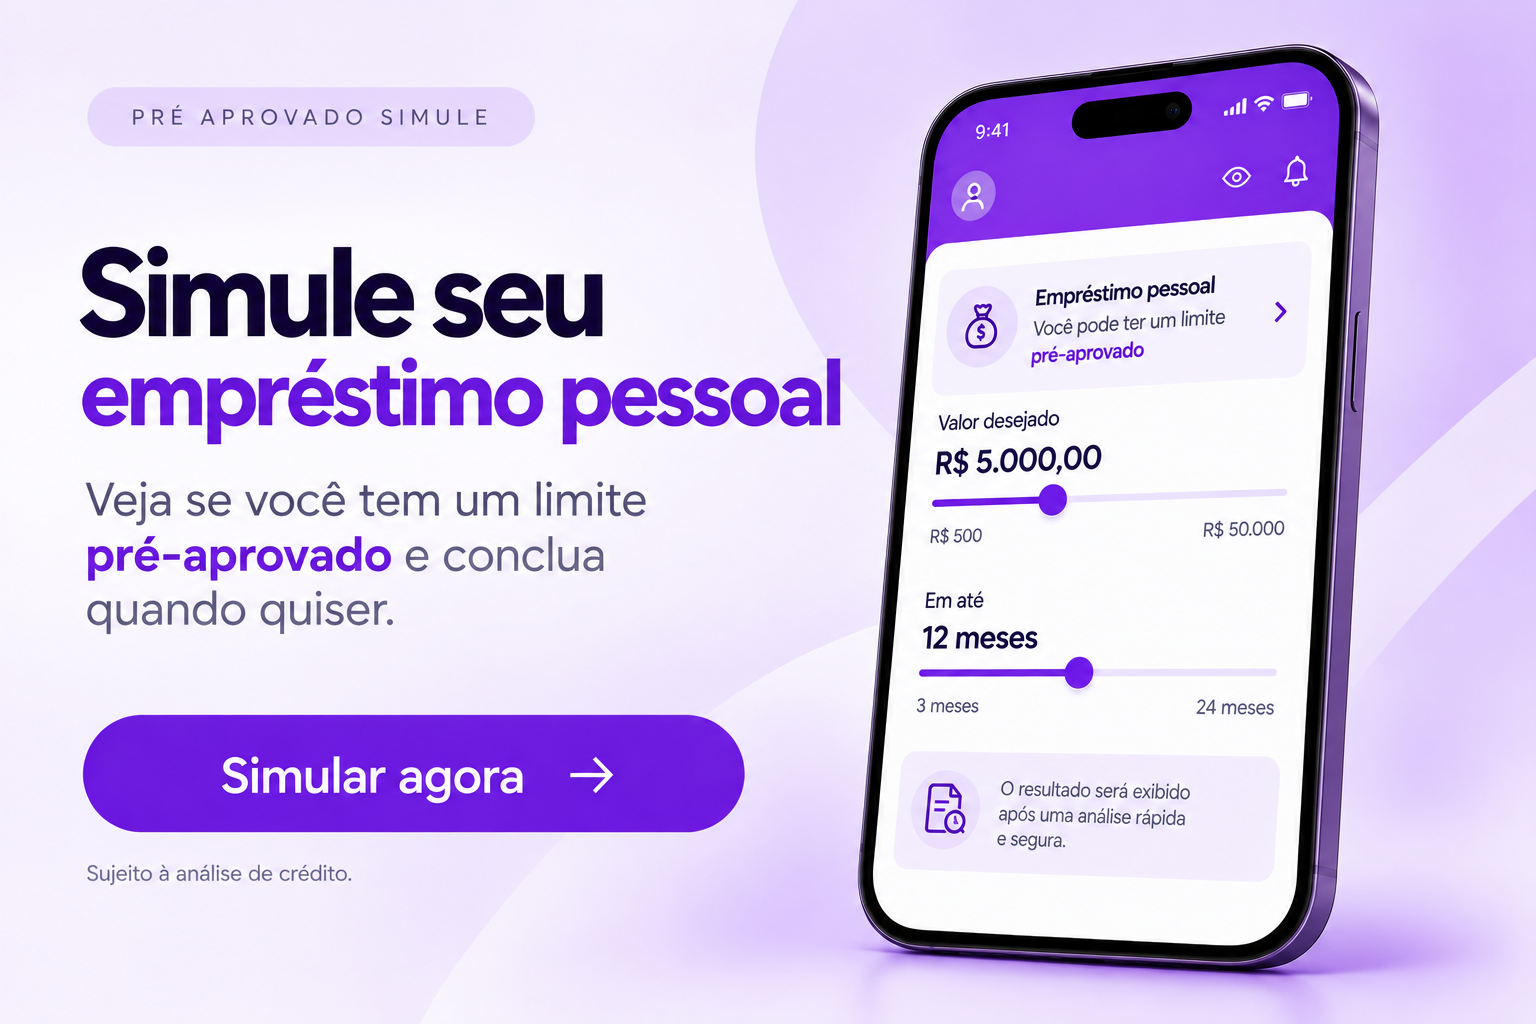 PRÉ APROVADO SIMULE
Simule seu
empréstimo pessoal
Veja se você tem um limite
pré-aprovado e conclua
quando quiser.
Simular agora
Sujeito à análise de crédito.
9:41
Empréstimo pessoal
Você pode ter um limite
pré-aprovado
Valor desejado
R$ 5.000,00
R$ 500
R$ 50.000
Em até
12 meses
3 meses
24 meses
O resultado será exibido
após uma análise rápida
e segura.